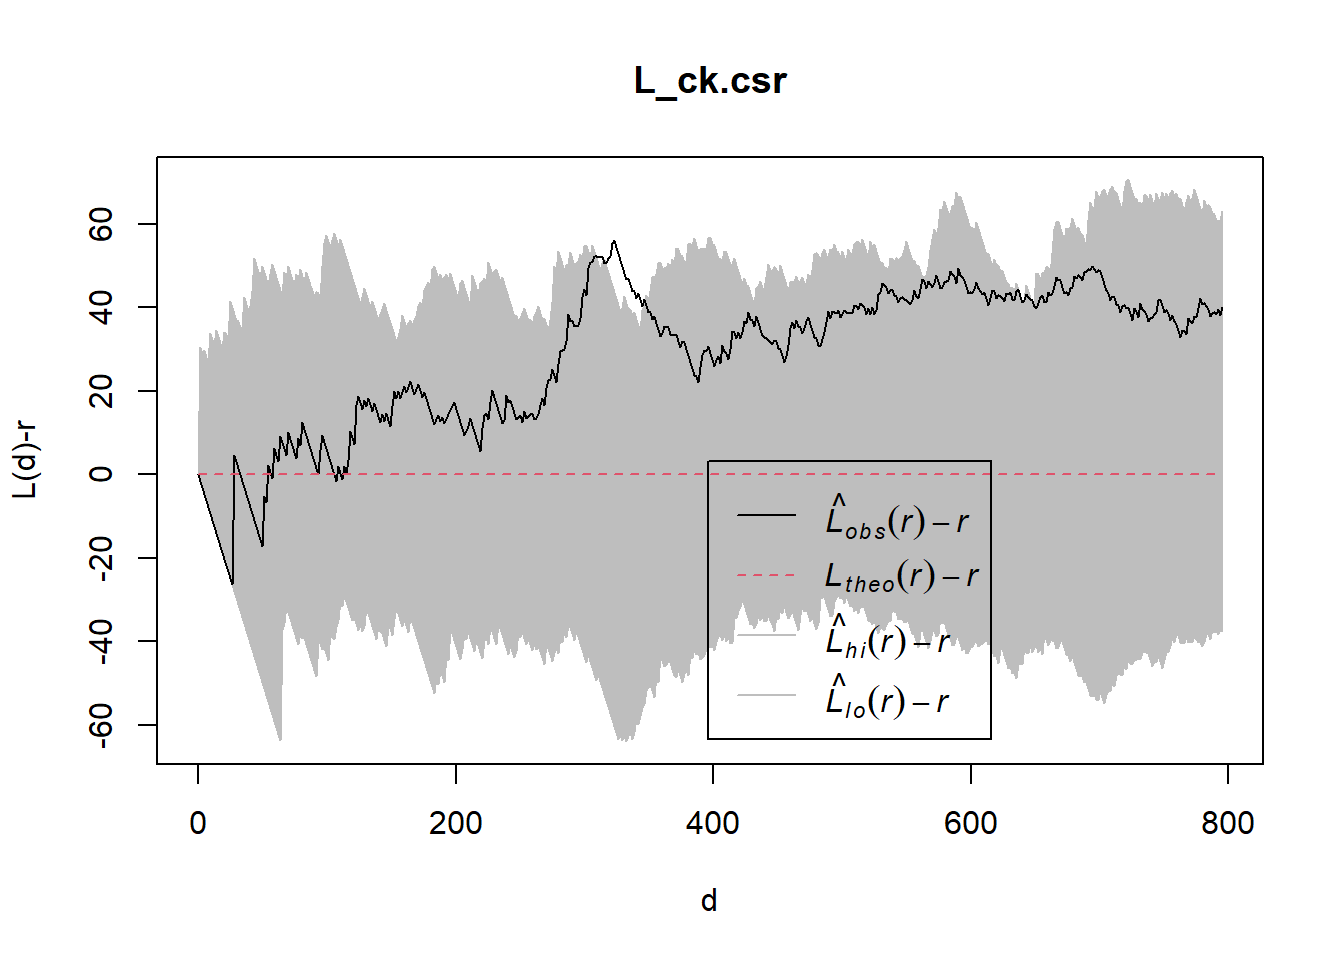 L_ck.csr
L(d)-r
60
40
20
0
-20
-40
-60
L̂obs(r) – r
Ltheo(r) – r
L̂hi(r) – r
L̂lo(r) – r
0 200 400 600 800
d